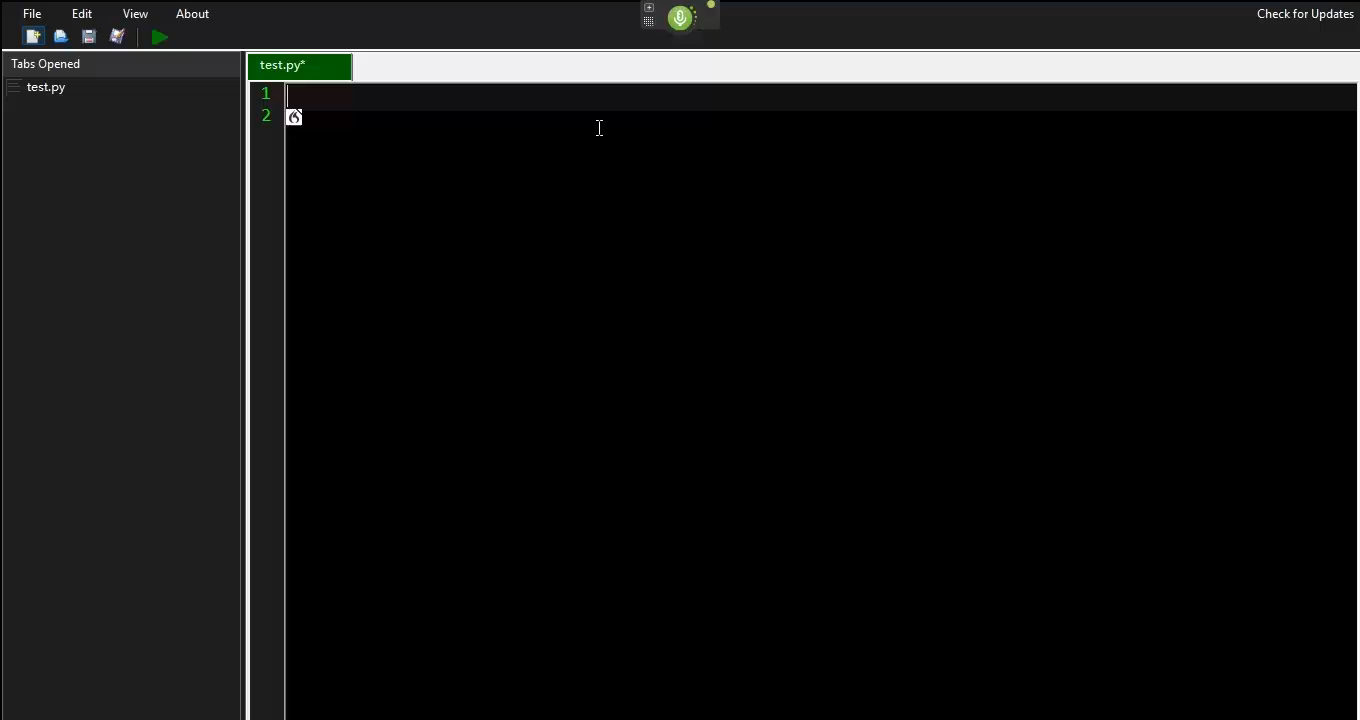 File Edit View About Check for Updates
Tabs Opened
test.py*
test.py
1
2